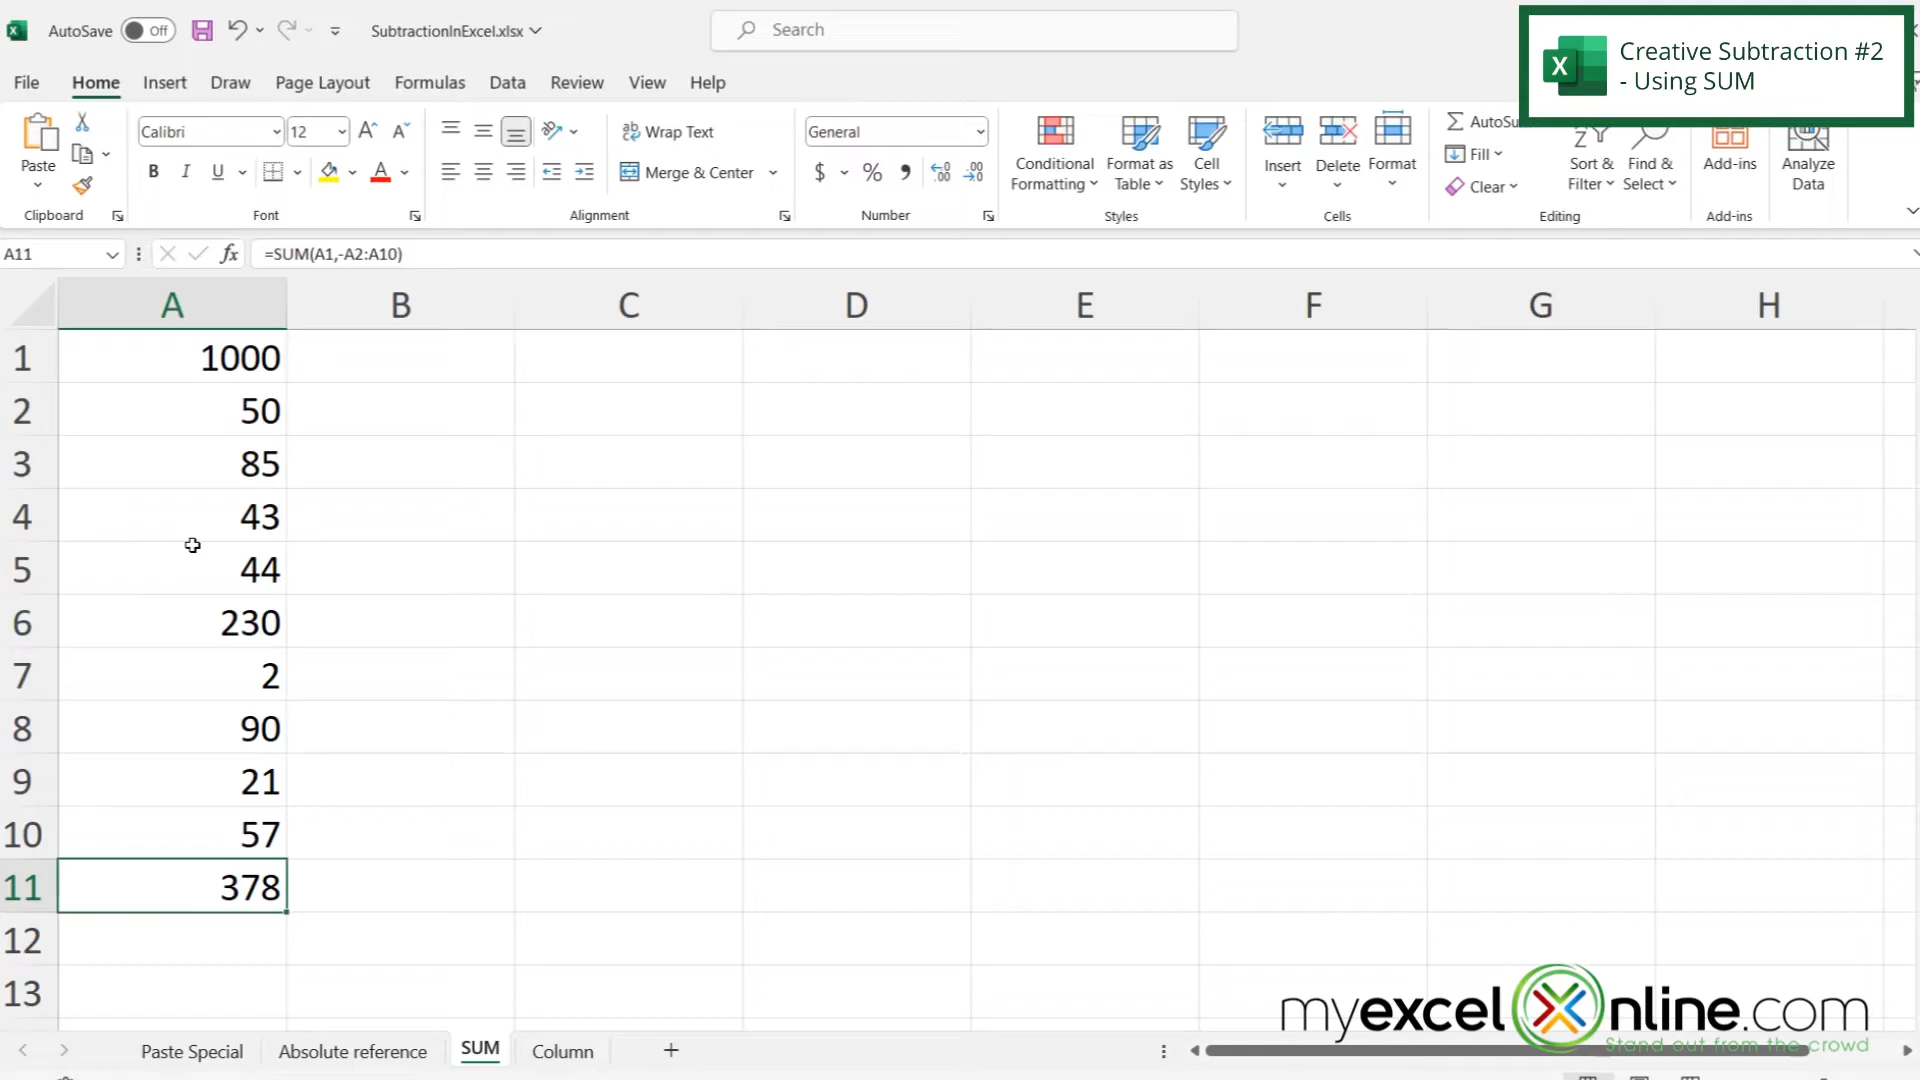 AutoSave Off SubtractionInExcel.xlsx Search
Creative Subtraction #2
- Using SUM
File Home Insert Draw Page Layout Formulas Data Review View Help
Paste
Calibri 12
Wrap Text
General
Conditional
Formatting
Format as
Table
Cell
Styles
Insert
Delete
Format
AutoSu
Fill
Clear
Sort &
Filter
Find &
Select
Add-ins
Analyze
Data
B I U
Merge & Center
$ % 9
Clipboard Font Alignment Number Styles Cells Editing Add-ins
A11 fx =SUM(A1,-A2:A10)
A B C D E F G H
1 1000
2 50
3 85
4 43
5 44
6 230
7 2
8 90
9 21
10 57
11 378
12
13
myexcelonline.com
Stand out from the crowd
Paste Special Absolute reference SUM Column +